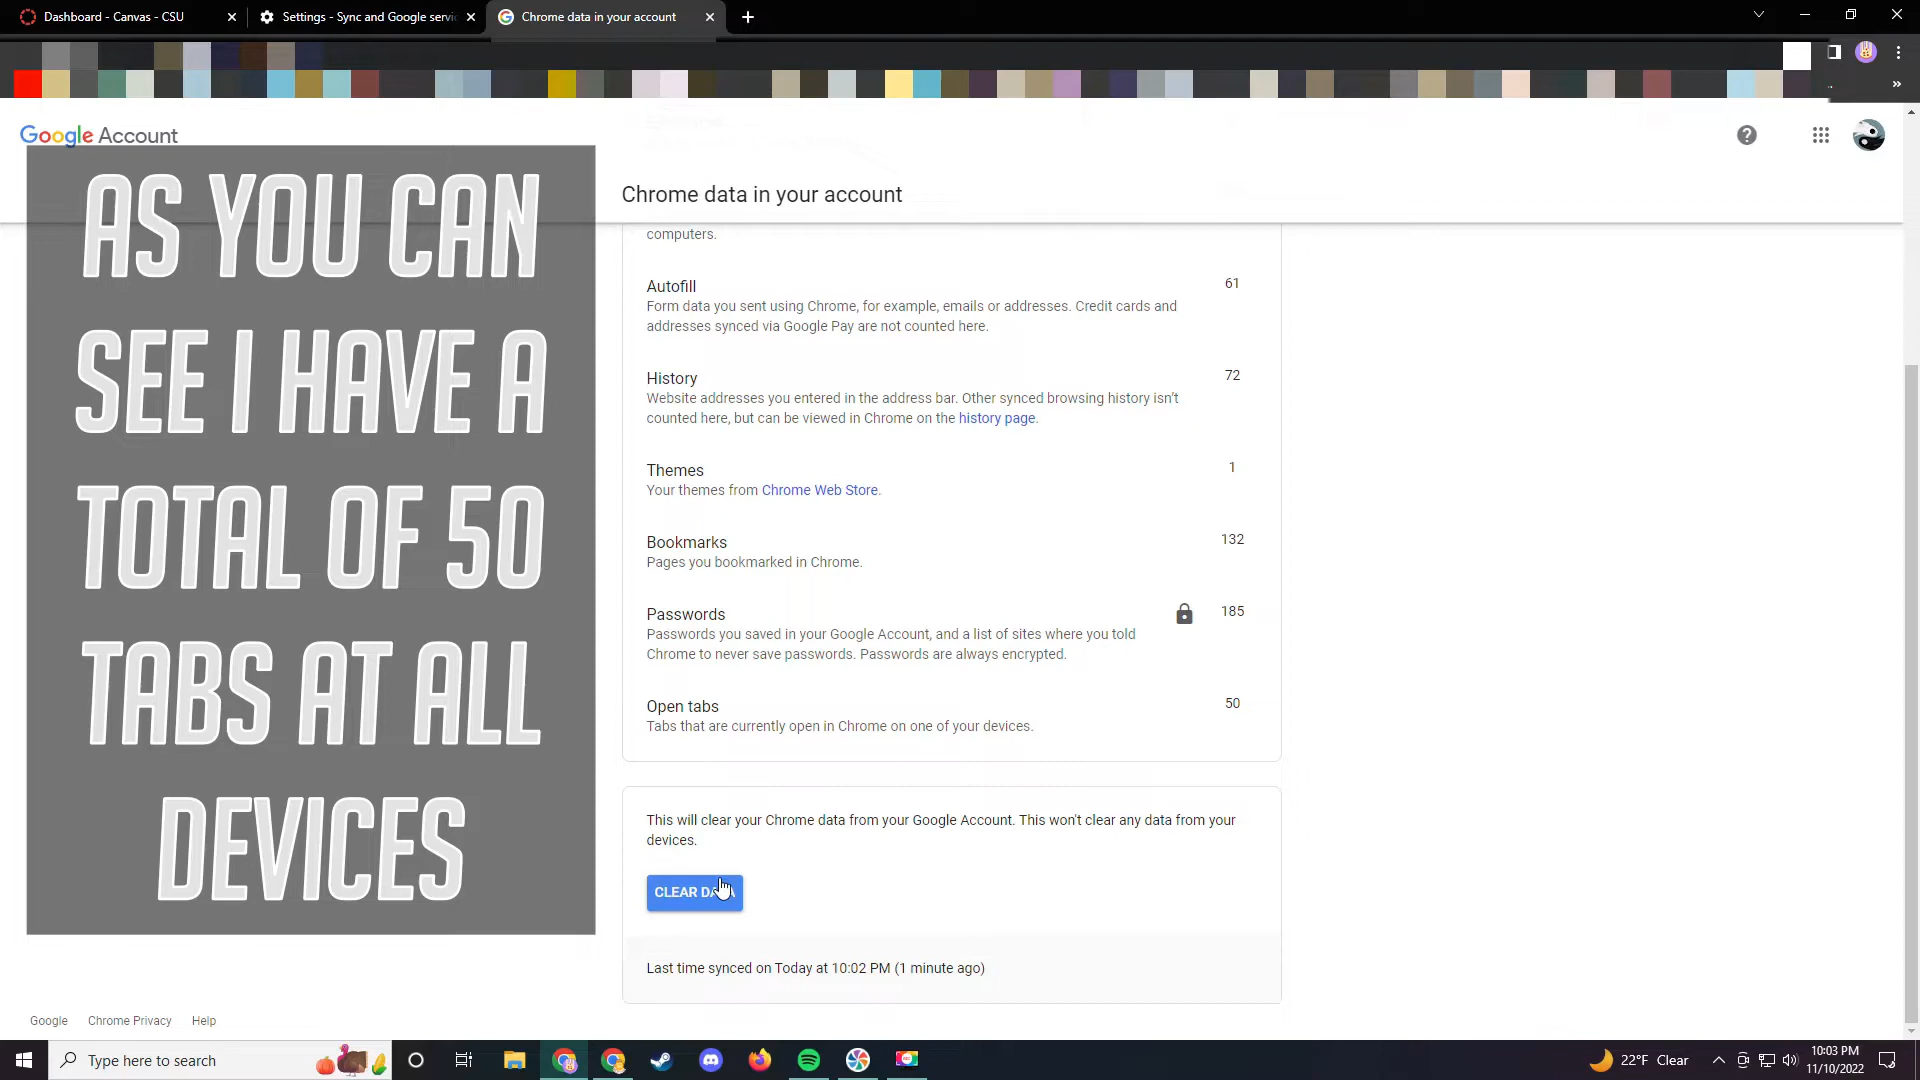 Dashboard - Canvas - CSU
Settings - Sync and Google servic
Chrome data in your account
Google Account
AS YOU CAN
SEE I HAVE A
TOTAL OF 50
TABS AT ALL
DEVICES
Chrome data in your account
computers.
Autofill
61
Form data you sent using Chrome, for example, emails or addresses. Credit cards and
addresses synced via Google Pay are not counted here.
History
72
Website addresses you entered in the address bar. Other synced browsing history isn't
counted here, but can be viewed in Chrome on the history page.
Themes
1
Your themes from Chrome Web Store.
Bookmarks
132
Pages you bookmarked in Chrome.
Passwords
185
Passwords you saved in your Google Account, and a list of sites where you told
Chrome to never save passwords. Passwords are always encrypted.
Open tabs
50
Tabs that are currently open in Chrome on one of your devices.
This will clear your Chrome data from your Google Account. This won't clear any data from your
devices.
CLEAR DATA
Last time synced on Today at 10:02 PM (1 minute ago)
Google
Chrome Privacy
Help
Type here to search
22°F Clear
10:03 PM
11/10/2022